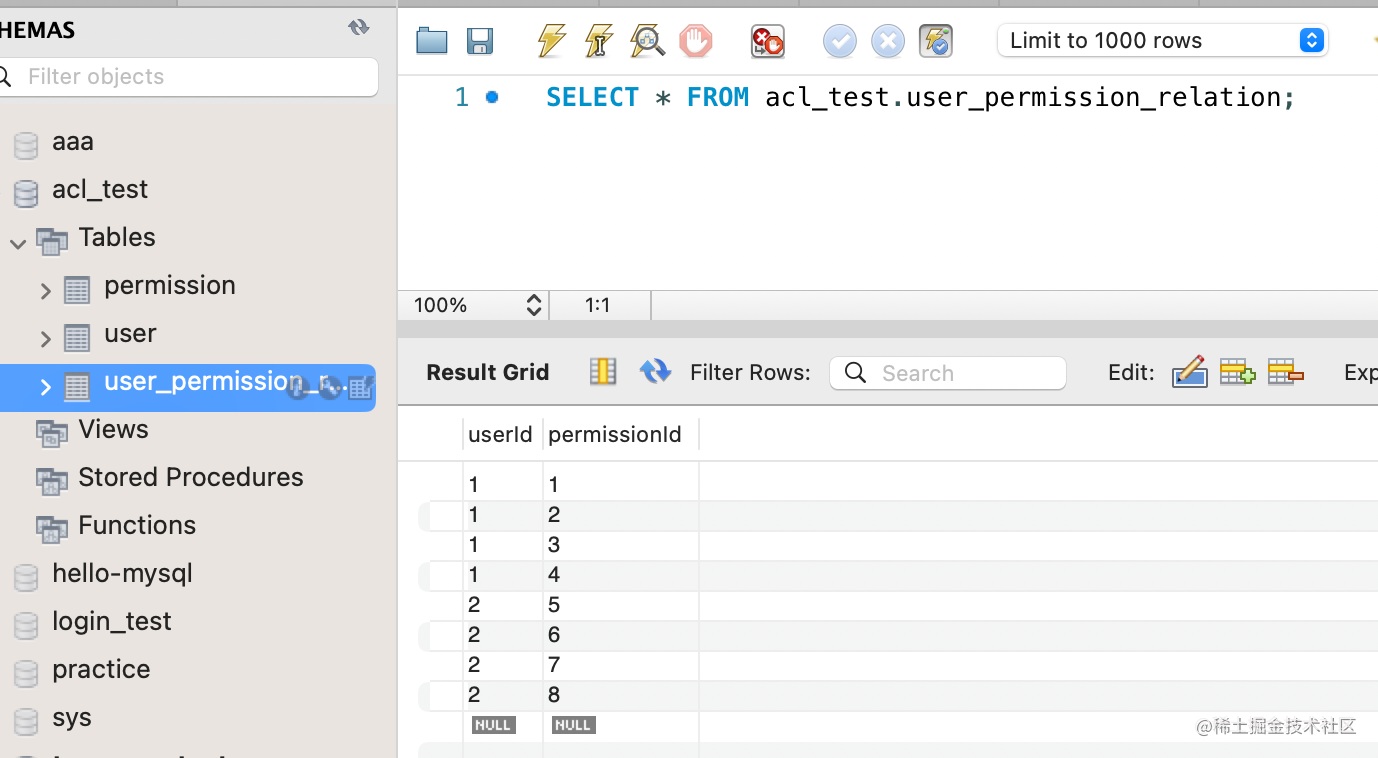 HEMAS
Filter objects
aaa
acl_test
Tables
permission
user
user_permission_r...
Views
Stored Procedures
Functions
hello-mysql
login_test
practice
sys
Limit to 1000 rows
1 SELECT * FROM acl_test.user_permission_relation;
100% 1:1
Result Grid Filter Rows: Search Edit: Exp
userId permissionId
1 1
1 2
1 3
1 4
2 5
2 6
2 7
2 8
NULL NULL
@稀土掘金技术社区